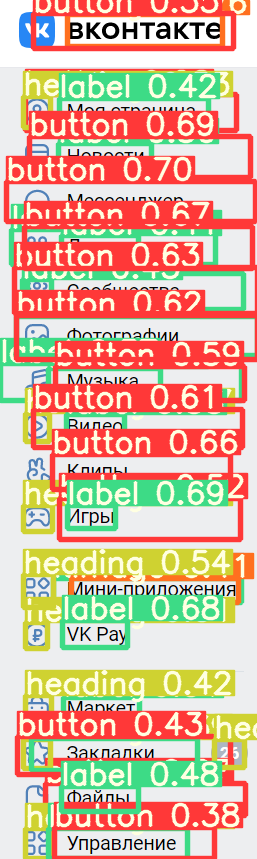 button 0.55
вконтакте
label 0.42
Моя страница
button 0.69
Новости
button 0.70
Мессенджер
button 0.67
button 0.63
Сообщества
button 0.62
Фотографии
button 0.59
Музыка
button 0.61
Видео
button 0.66
Клипы
label 0.69
Игры
heading 0.54
Мини-приложения
label 0.68
VK Pay
heading 0.42
Маркет
button 0.43
Закладки
label 0.48
Файлы
button 0.38
Управление